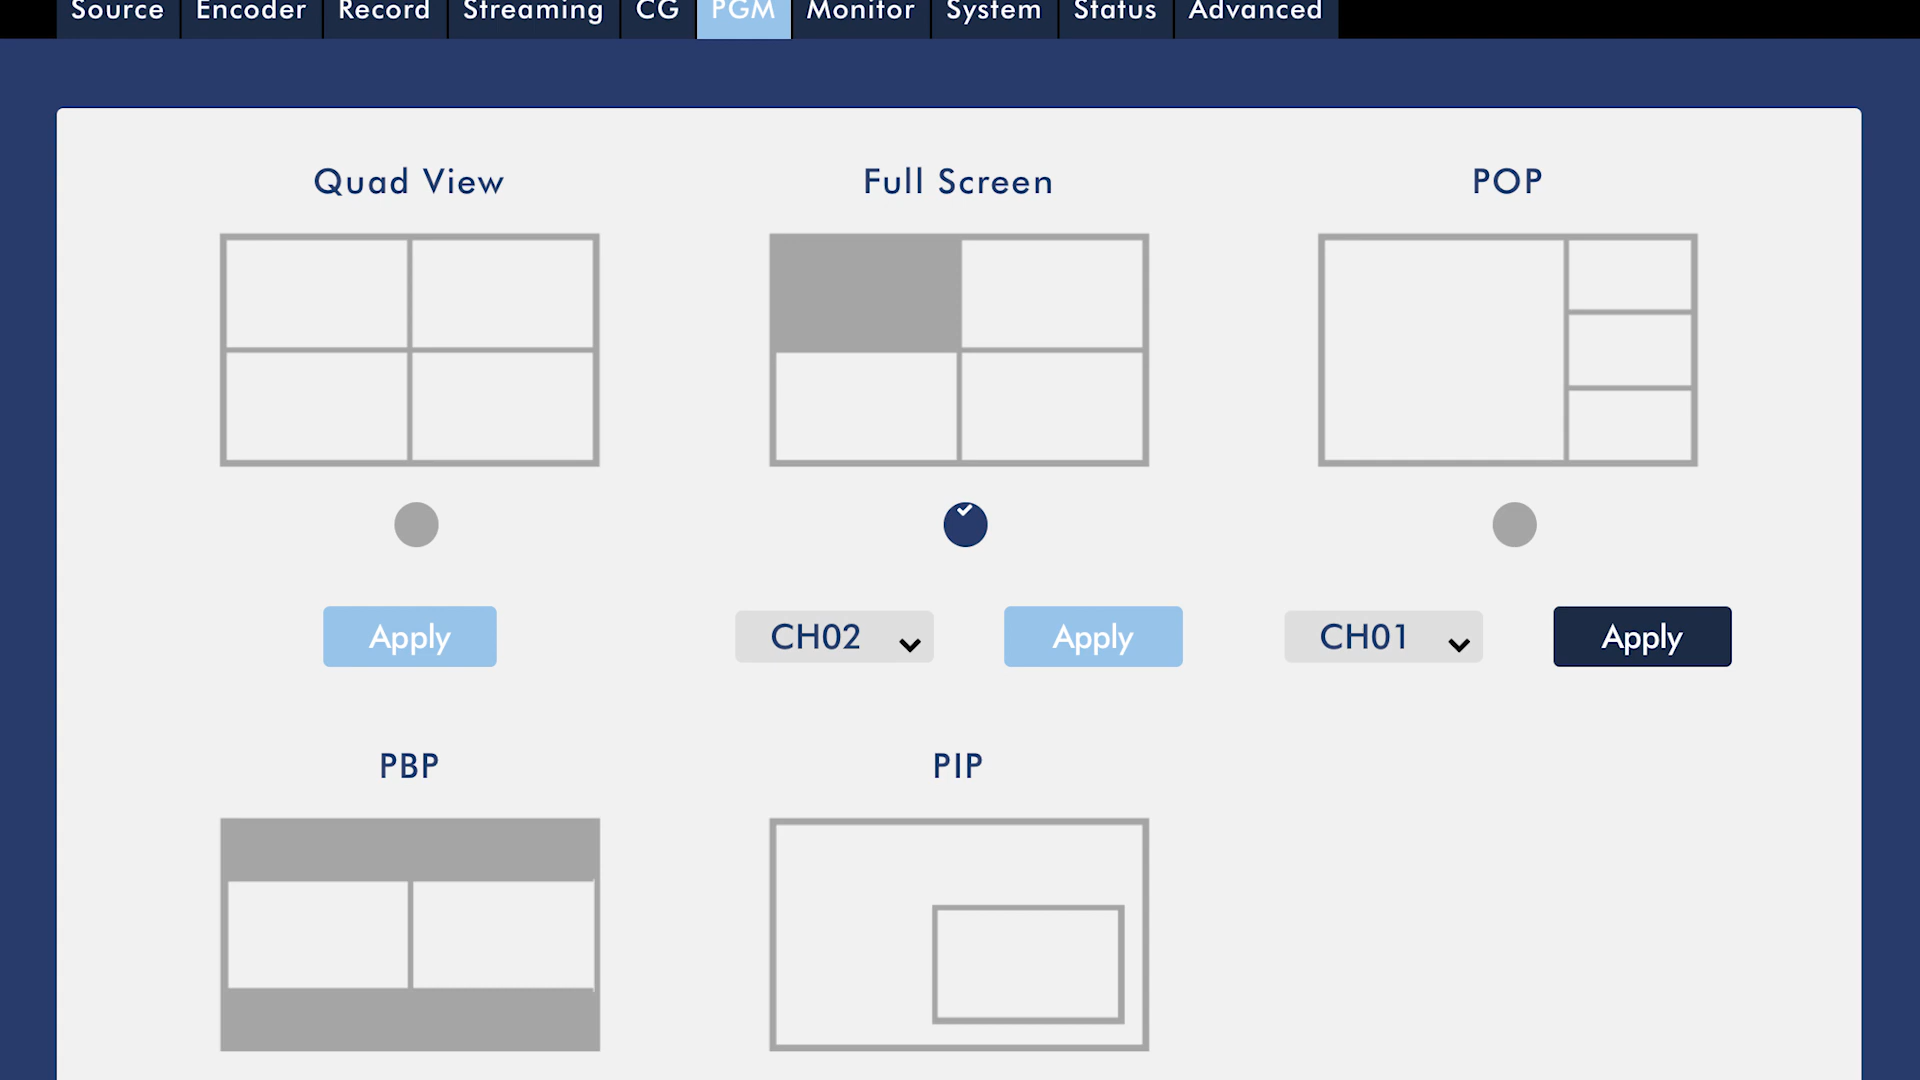 Source Encoder Record Streaming CG PGM Monitor System Status Advanced
Quad View Full Screen POP
Apply CH02 Apply CH01 Apply
PBP PIP